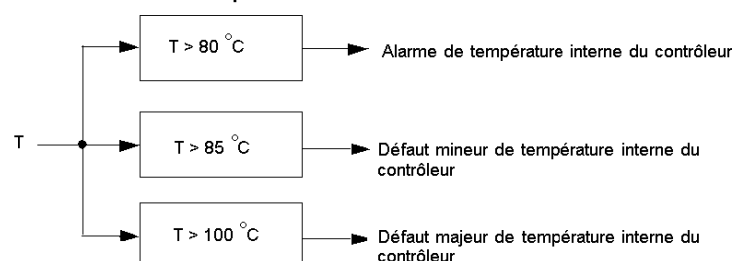 T > 80 °C
Alarme de température interne du contrôleur
T
T > 85 °C
Défaut mineur de température interne du
contrôleur
T > 100 °C
Défaut majeur de température interne du
contrôleur